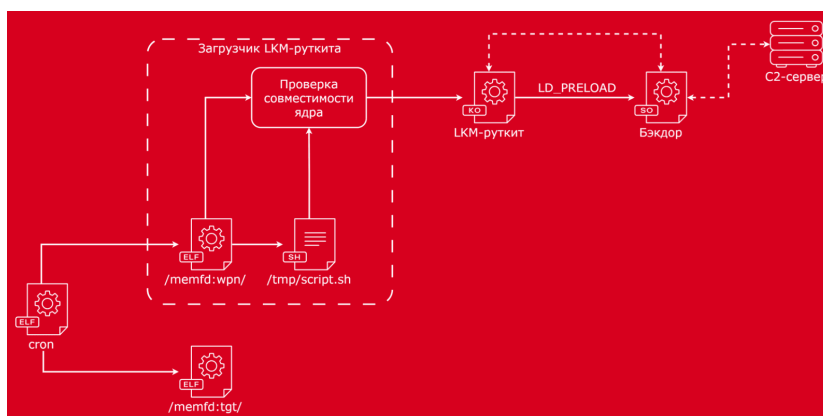 Загрузчик LKM-руткита
Проверка
совместимости
ядра
LD_PRELOAD
C2-сервер
KO
SO
LKM-руткит
Бэкдор
ELF
SH
/memfd:wpn/
/tmp/script.sh
ELF
cron
ELF
/memfd:tgt/